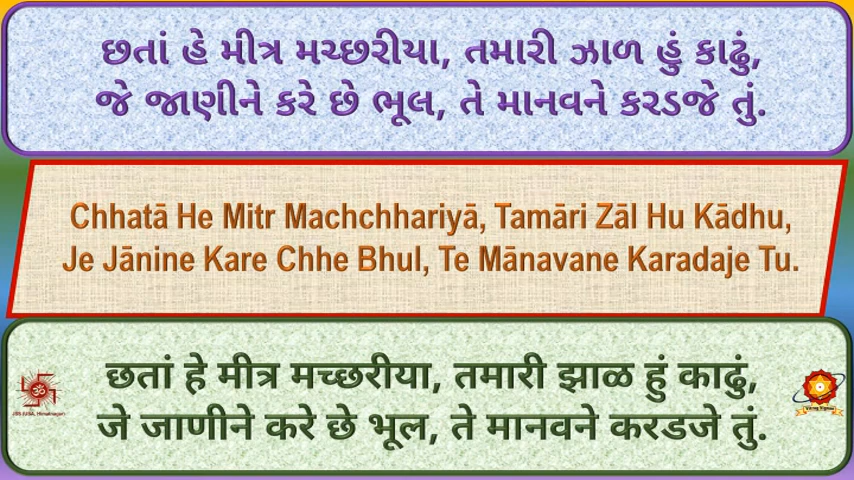 છતાં હે મીત્ર મચ્છરીયા, તમારી ઝાળ હું કાઢું,
જે જાણીને કરે છે ભૂલ, તે માનવને કરડજે તું.
Chhatā He Mitr Machchhariyā, Tamāri Zāl Hu Kādhu,
Je Jānine Kare Chhe Bhul, Te Mānavane Karadaje Tu.
छतां हे मीत्र मच्छरीया, तमारी झाळ हुं काढुं,
जे जाणीने करे छे भूल, ते मानवने करडजे तुं.